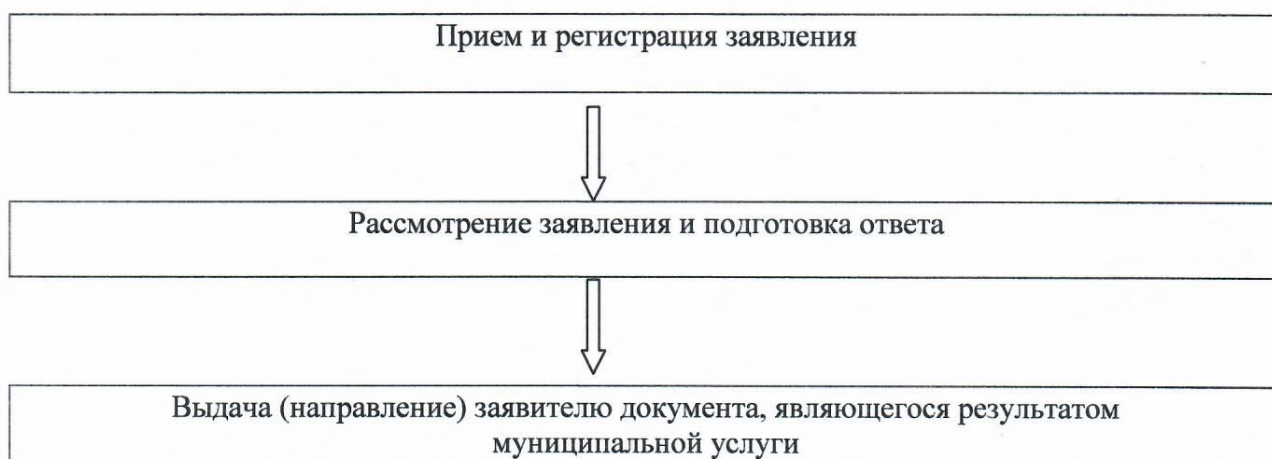 Прием и регистрация заявления
Рассмотрение заявления и подготовка ответа
Выдача (направление) заявителю документа, являющегося результатом
муниципальной услуги